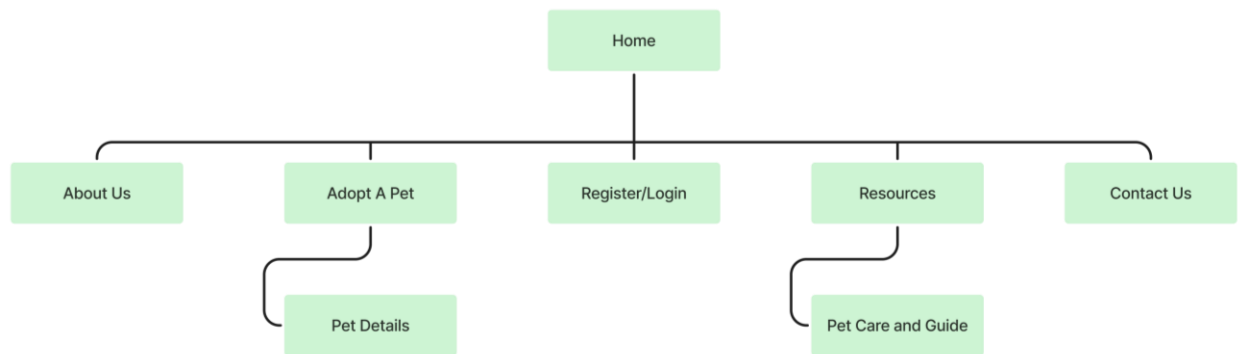 Home
About Us
Adopt A Pet
Register/Login
Resources
Contact Us
Pet Details
Pet Care and Guide